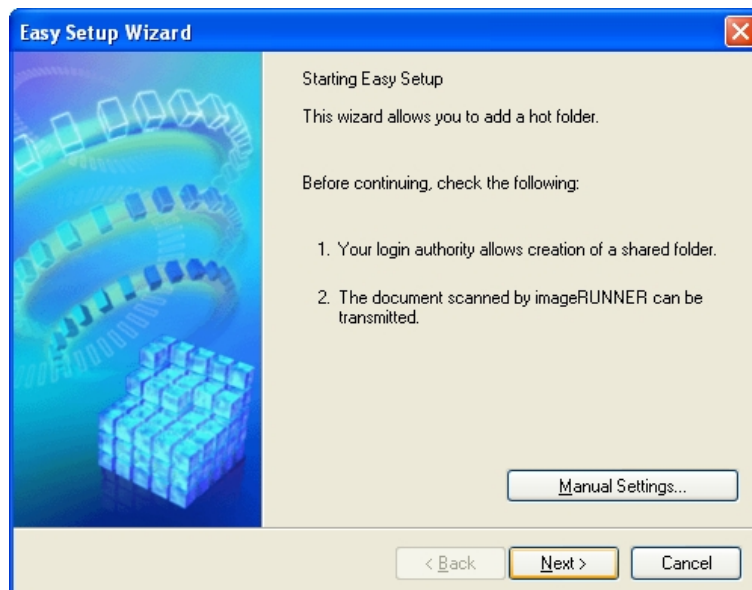 Easy Setup Wizard
Starting Easy Setup
This wizard allows you to add a hot folder.
Before continuing, check the following:
1. Your login authority allows creation of a shared folder.
2. The document scanned by imageRUNNER can be
transmitted.
Manual Settings...
< Back
Next >
Cancel